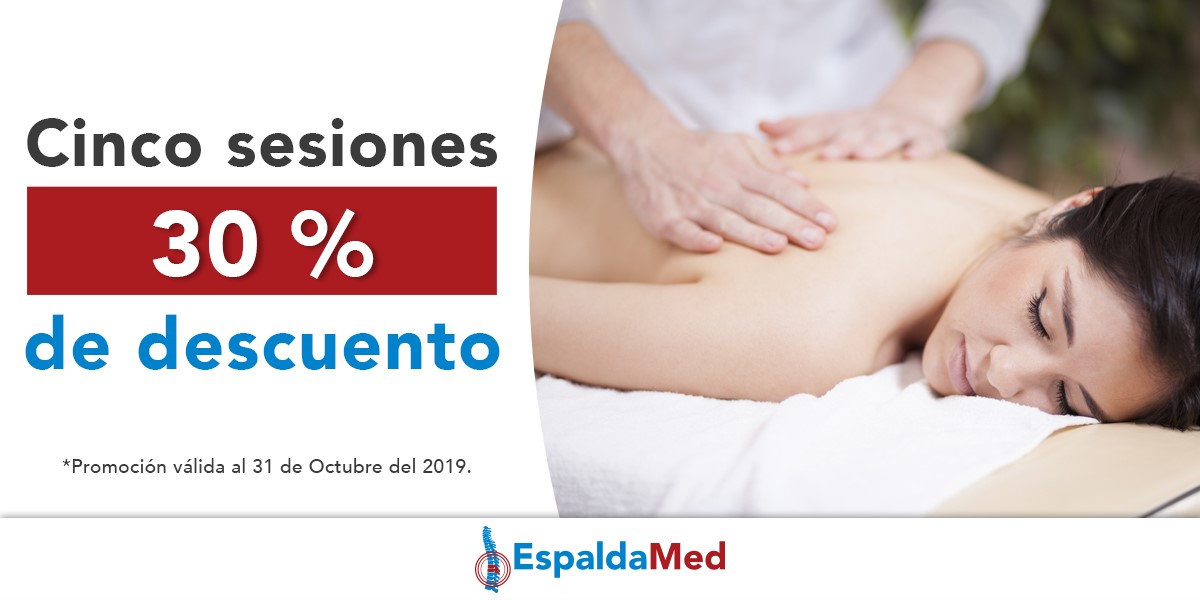 Cinco sesiones
30 %
de descuento
*Promoción válida al 31 de Octubre del 2019.
EspaldaMed